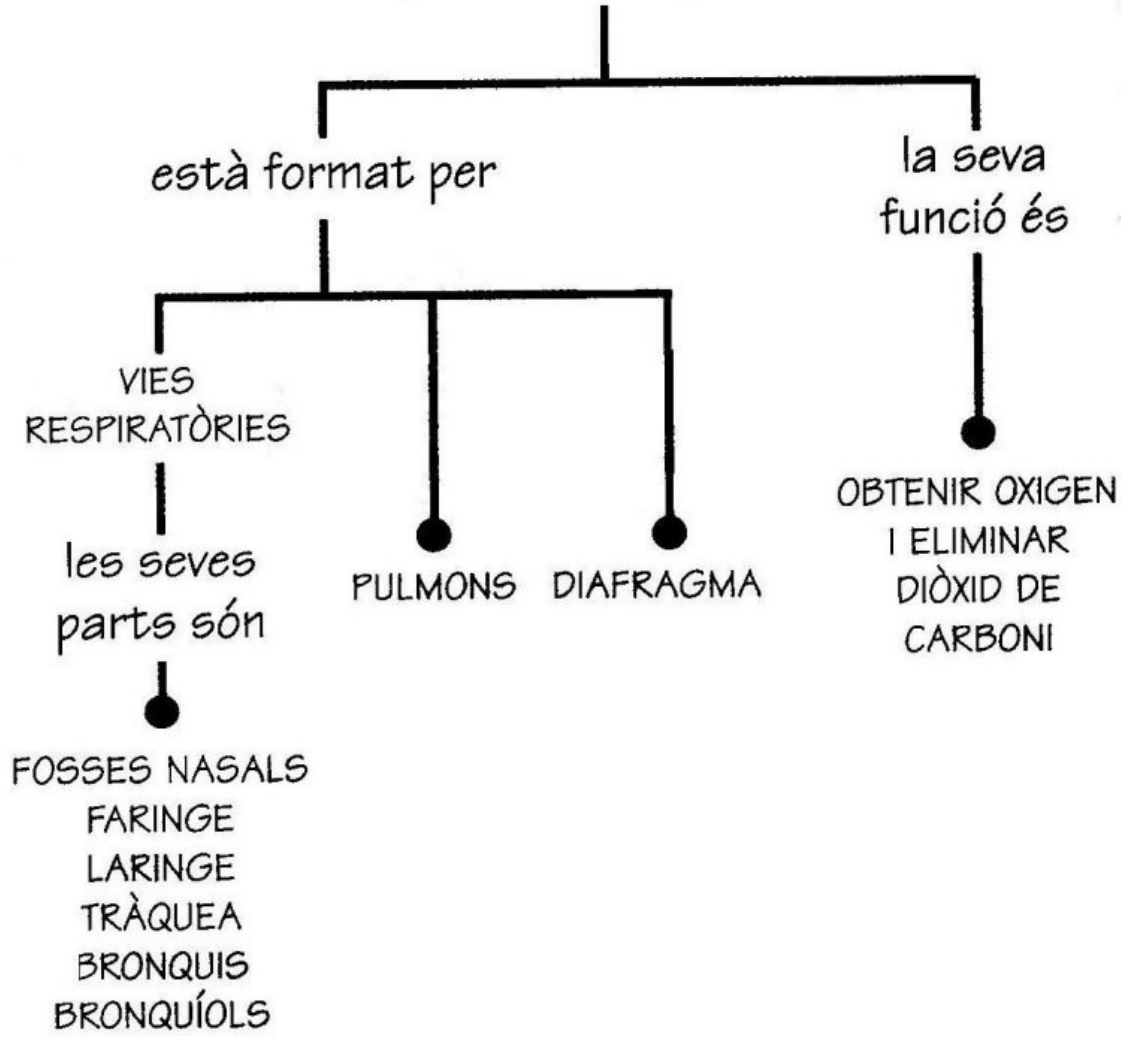 està format per
la seva
funció és
VIES
RESPIRATÒRIES
les seves
parts són
FOSSES NASALS
FARINGE
LARINGE
TRÀQUEA
BRONQUIS
BRONQUÍOLS
PULMONS
DIAFRAGMA
OBTENIR OXIGEN
I ELIMINAR
DIÒXID DE
CARBONI